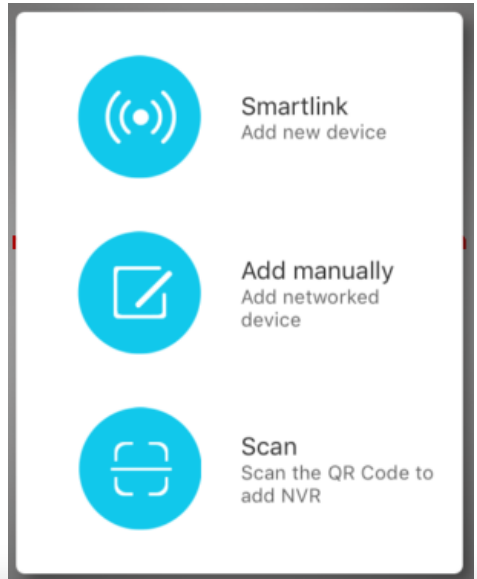 Smartlink
Add new device
Add manually
Add networked
device
Scan
Scan the QR Code to
add NVR